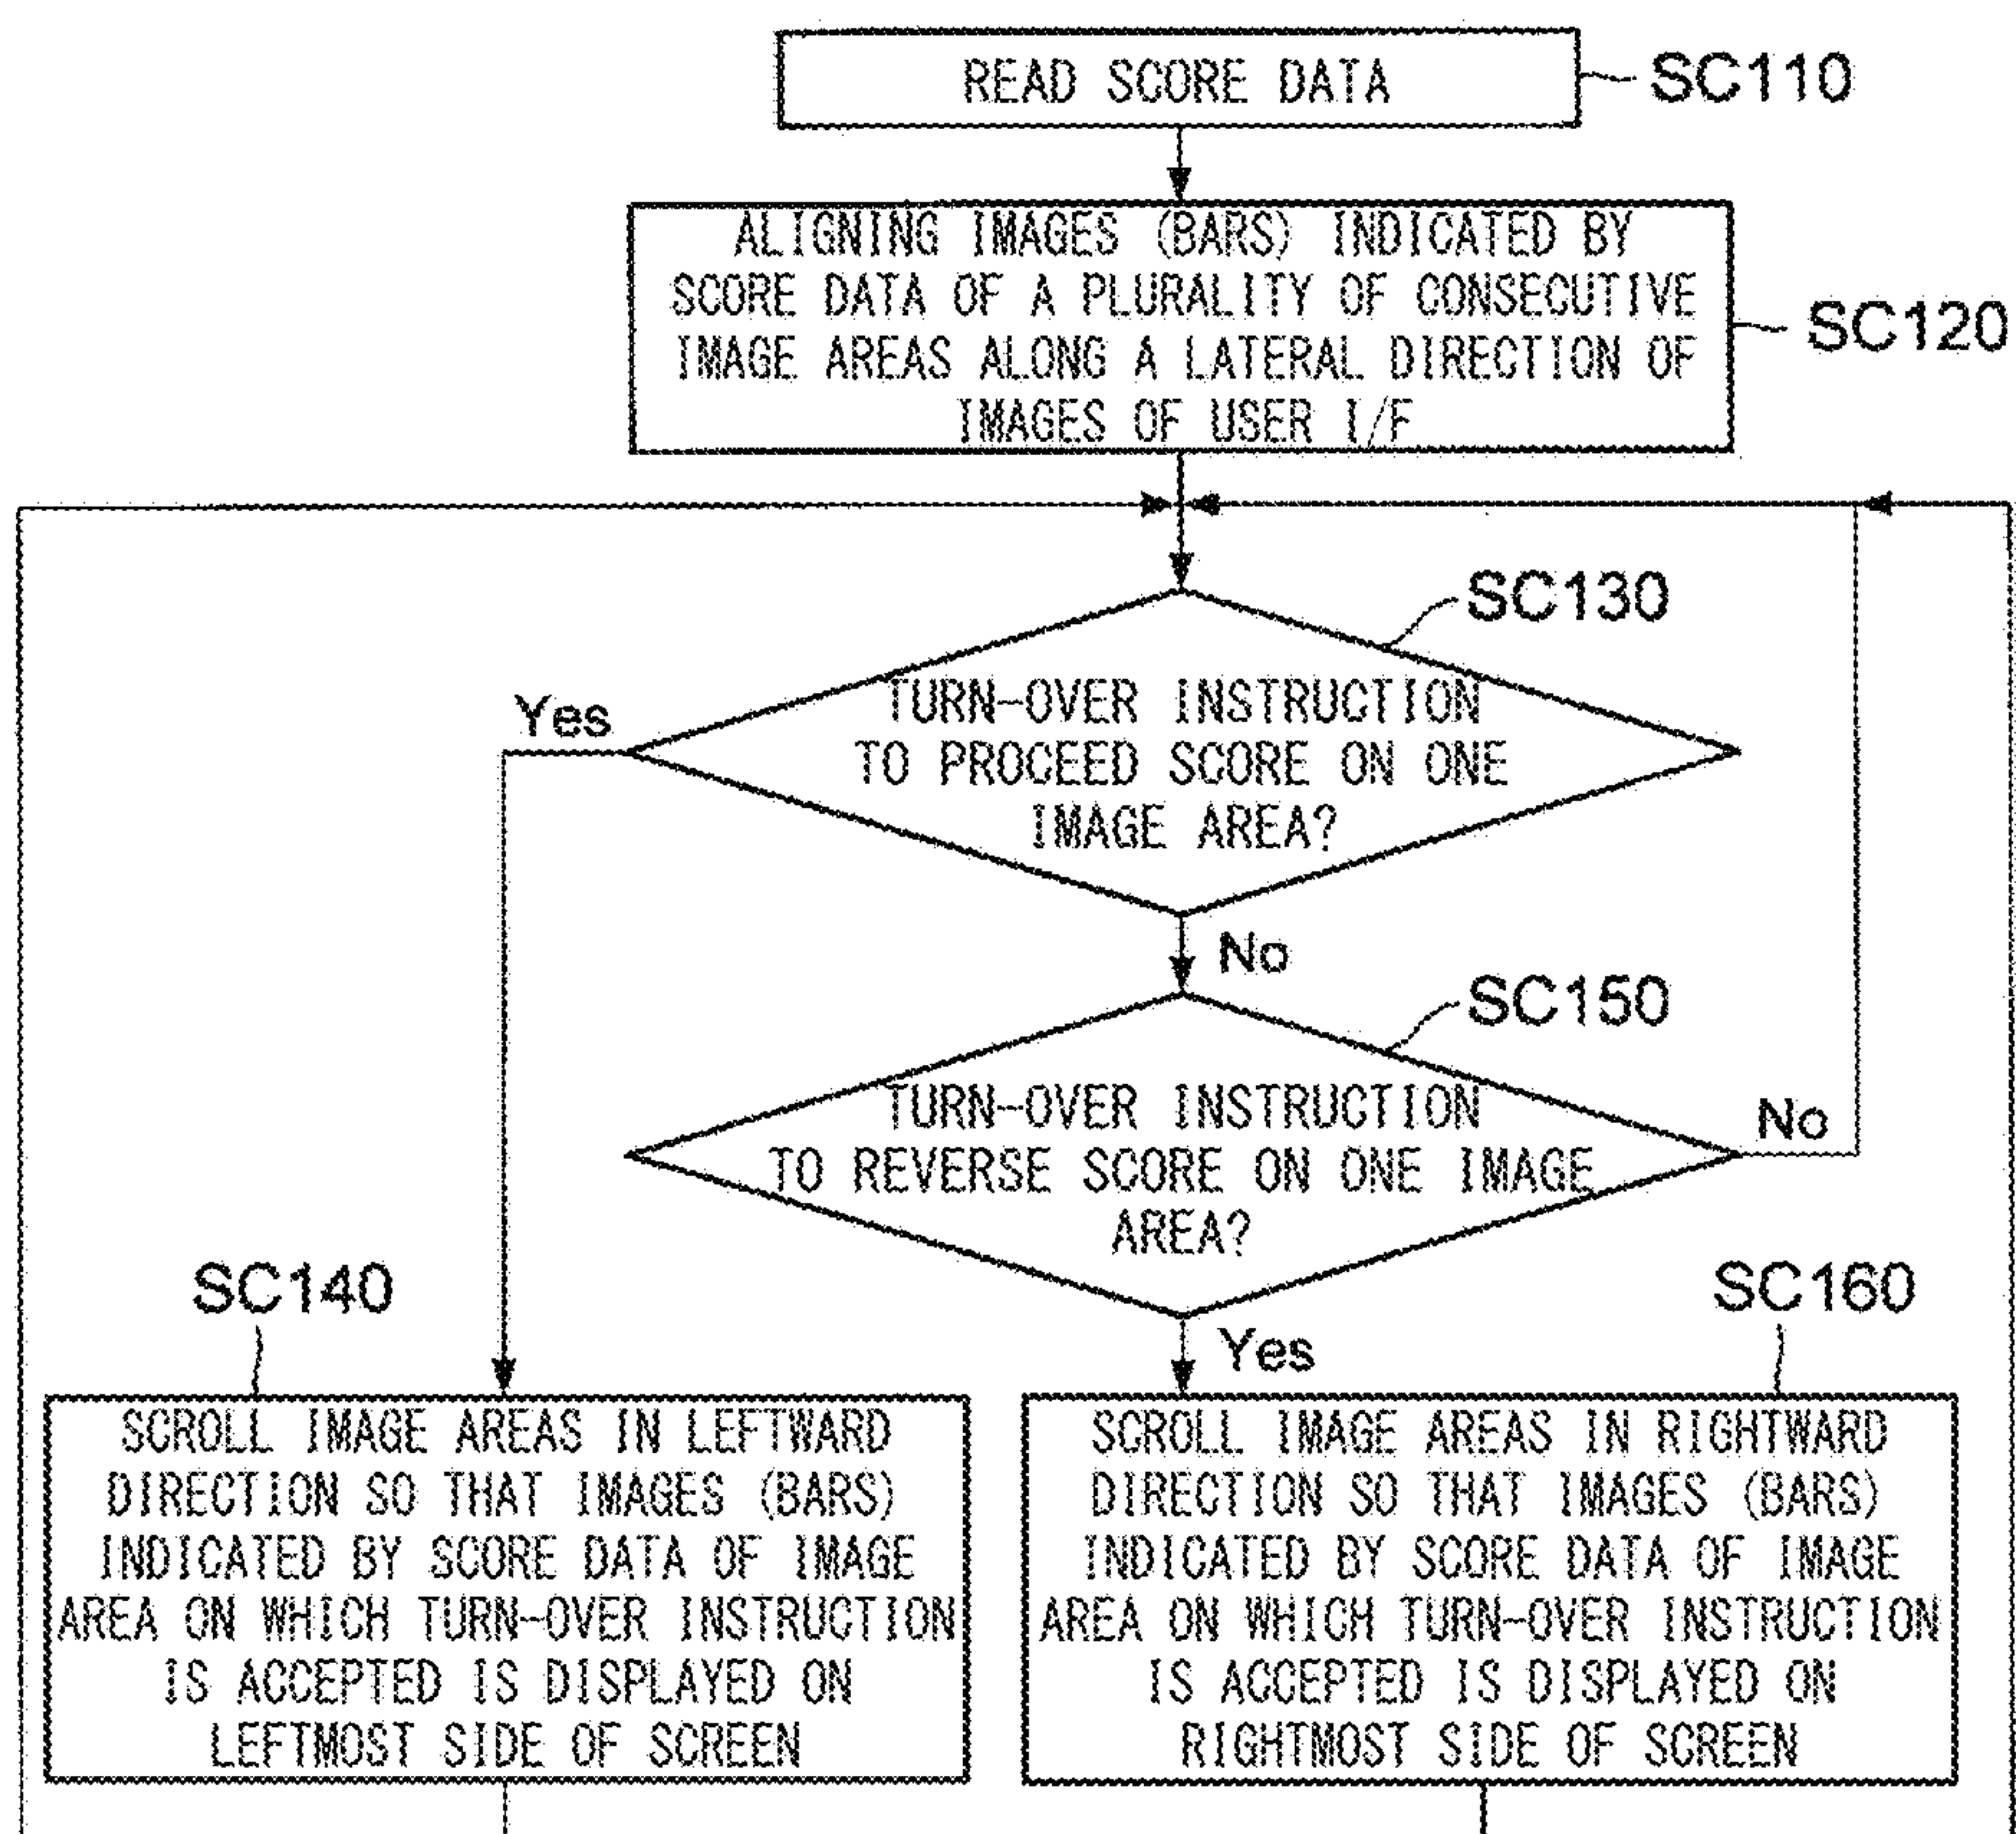 READ SCORE DATA
SC110
ALIGNING IMAGES (BARS) INDICATED BY
SCORE DATA OF A PLURALITY OF CONSECUTIVE
IMAGE AREAS ALONG A LATERAL DIRECTION OF
IMAGES OF USER I/F
SC120
SC130
TURN-OVER INSTRUCTION
TO PROCEED SCORE ON ONE
IMAGE AREA?
Yes
No
SC150
TURN-OVER INSTRUCTION
TO REVERSE SCORE ON ONE IMAGE
AREA?
No
Yes
SC140
SCROLL IMAGE AREAS IN LEFTWARD
DIRECTION SO THAT IMAGES (BARS)
INDICATED BY SCORE DATA OF IMAGE
AREA ON WHICH TURN-OVER INSTRUCTION
IS ACCEPTED IS DISPLAYED ON
LEFTMOST SIDE OF SCREEN
SC160
SCROLL IMAGE AREAS IN RIGHTWARD
DIRECTION SO THAT IMAGES (BARS)
INDICATED BY SCORE DATA OF IMAGE
AREA ON WHICH TURN-OVER INSTRUCTION
IS ACCEPTED IS DISPLAYED ON
RIGHTMOST SIDE OF SCREEN